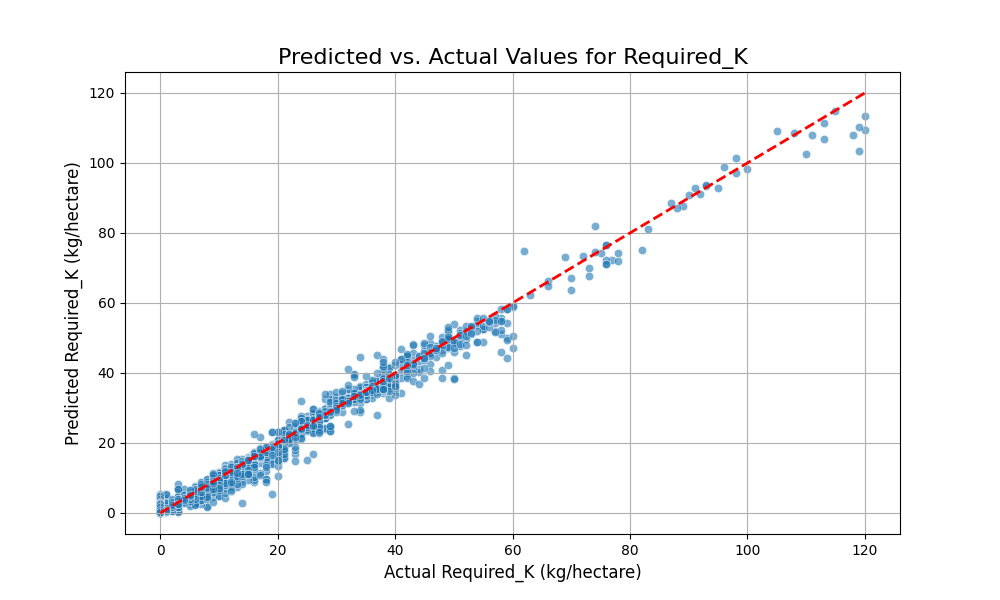 Predicted vs. Actual Values for Required_K
Predicted Required_K (kg/hectare)
120
100
80
60
40
20
0
0 20 40 60 80 100 120
Actual Required_K (kg/hectare)